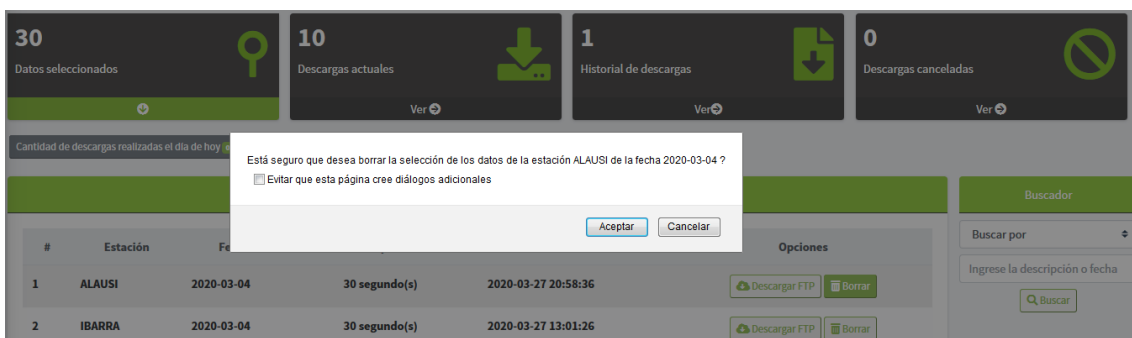 30
Datos seleccionados
10
Descargas actuales
Ver
1
Historial de descargas
Ver
0
Descargas canceladas
Ver
Cantidad de descargas realizadas el día de hoy
Está seguro que desea borrar la selección de los datos de la estación ALAUSI de la fecha 2020-03-04 ?
Evitar que esta página cree diálogos adicionales
Aceptar Cancelar
# Estación Opciones
1 ALAUSI 2020-03-04 30 segundo(s) 2020-03-27 20:58:36 Descargar FTP Borrar
2 IBARRA 2020-03-04 30 segundo(s) 2020-03-27 13:01:26 Descargar FTP Borrar
Buscador
Buscar por
Ingrese la descripción o fecha
Buscar